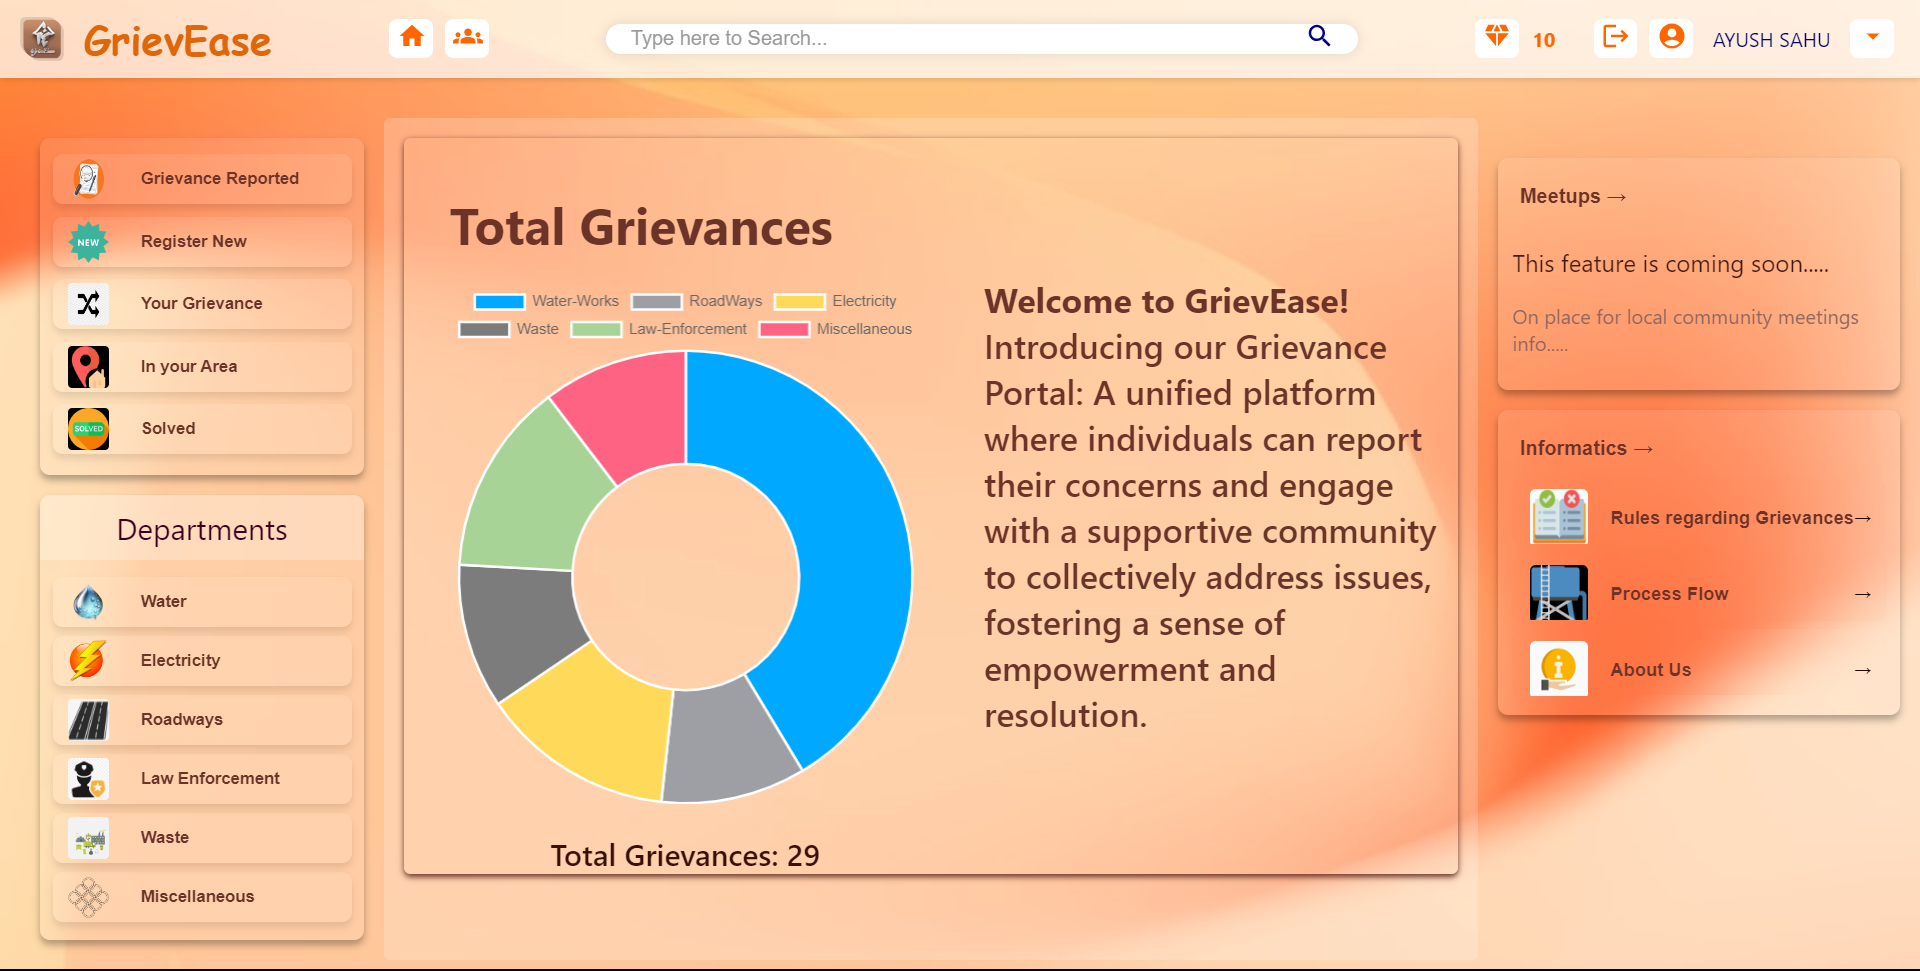 GrievEase
Type here to Search...
10
AYUSH SAHU
Grievance Reported
NEW
Register New
Your Grievance
In your Area
SOLVED
Solved
Departments
Water
Electricity
Roadways
Law Enforcement
Waste
Miscellaneous
Total Grievances
Water-Works RoadWays Electricity
Waste Law-Enforcement Miscellaneous
Total Grievances: 29
Welcome to GrievEase!
Introducing our Grievance
Portal: A unified platform
where individuals can report
their concerns and engage
with a supportive community
to collectively address issues,
fostering a sense of
empowerment and
resolution.
Meetups →
This feature is coming soon.....
On place for local community meetings
info.....
Informatics →
Rules regarding Grievances→
Process Flow →
About Us →